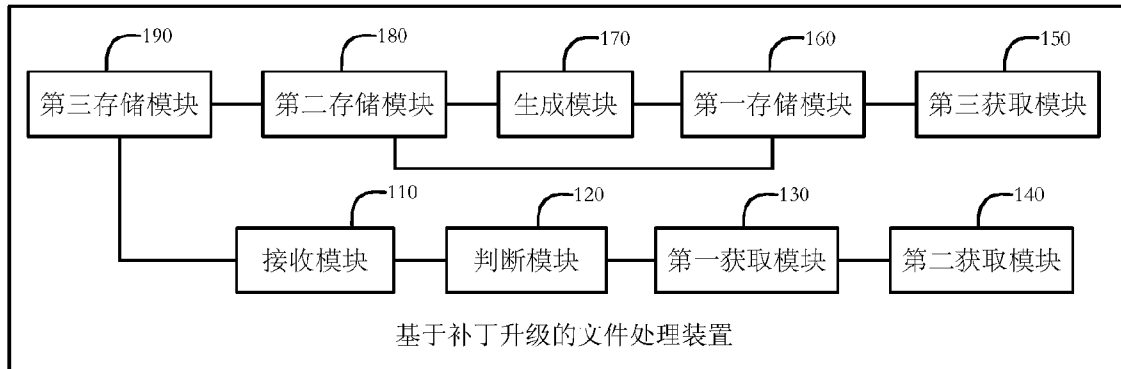 190 180 170 160 150
第三存储模块 第二存储模块 生成模块 第一存储模块 第三获取模块
110 120 130 140
接收模块 判断模块 第一获取模块 第二获取模块
基于补丁升级的文件处理装置